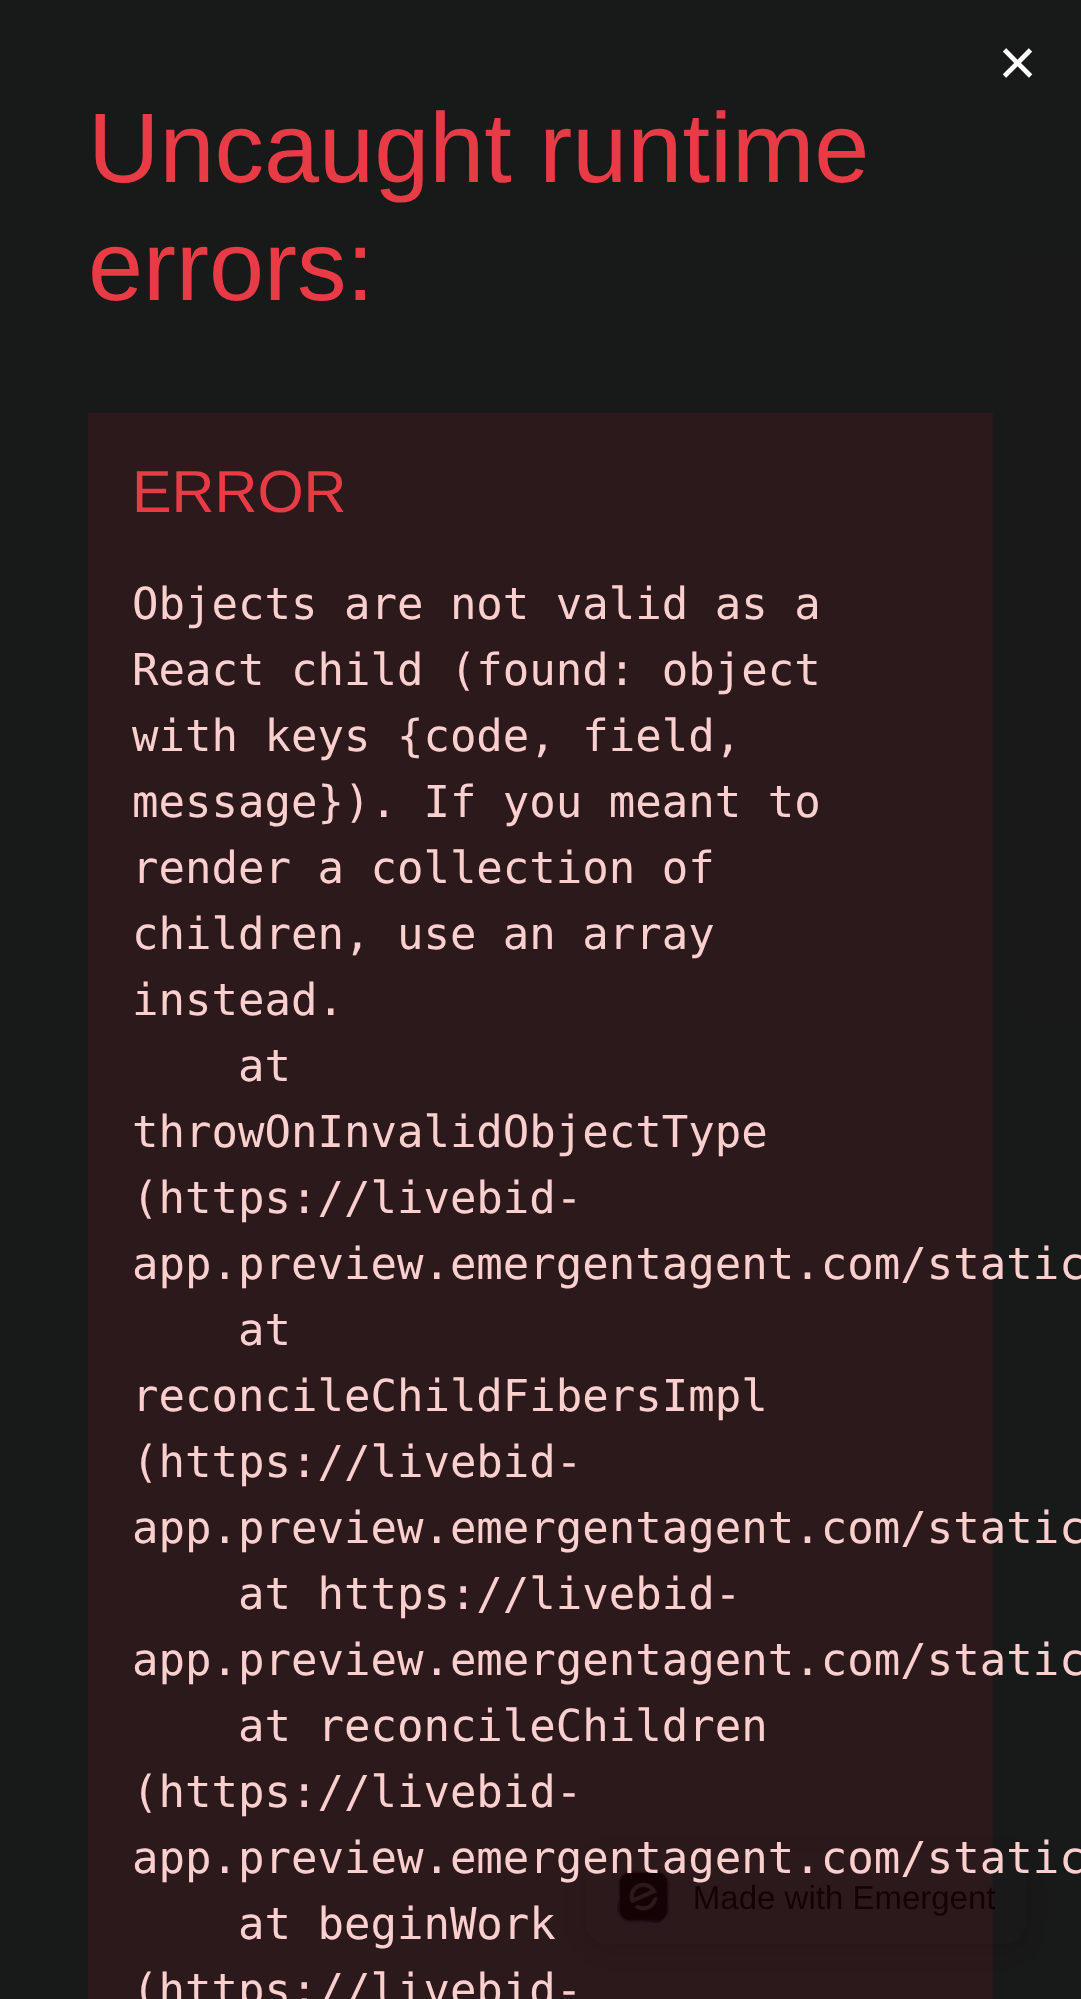 Uncaught runtime
errors:
ERROR
Objects are not valid as a
React child (found: object
with keys {code, field,
message}). If you meant to
render a collection of
children, use an array
instead.
    at
throwOnInvalidObjectType
(https://livebid-
app.preview.emergentagent.com/static
    at
reconcileChildFibersImpl
(https://livebid-
app.preview.emergentagent.com/static
    at https://livebid-
app.preview.emergentagent.com/static
    at reconcileChildren
(https://livebid-
app.preview.emergentagent.com/static
Made with Emergent
    at beginWork
(https://livebid-